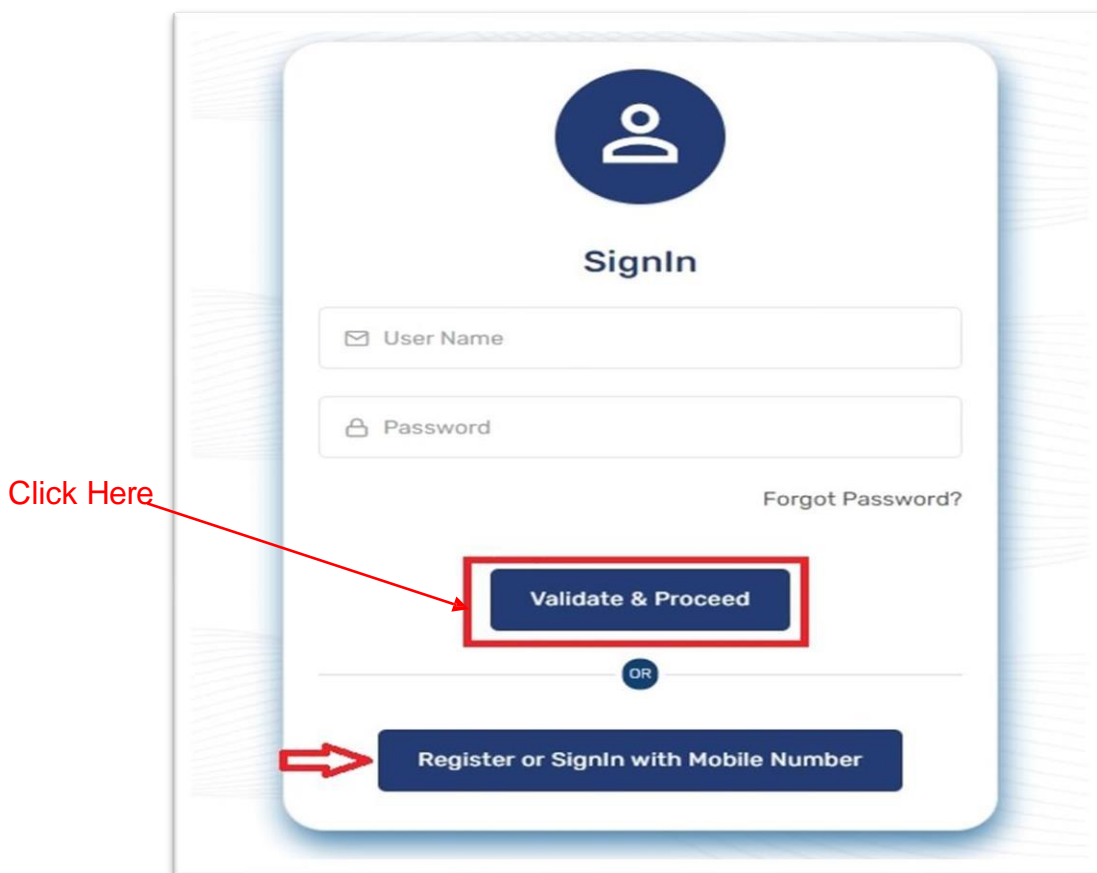 SignIn
User Name
Password
Click Here
Forgot Password?
Validate & Proceed
OR
Register or SignIn with Mobile Number